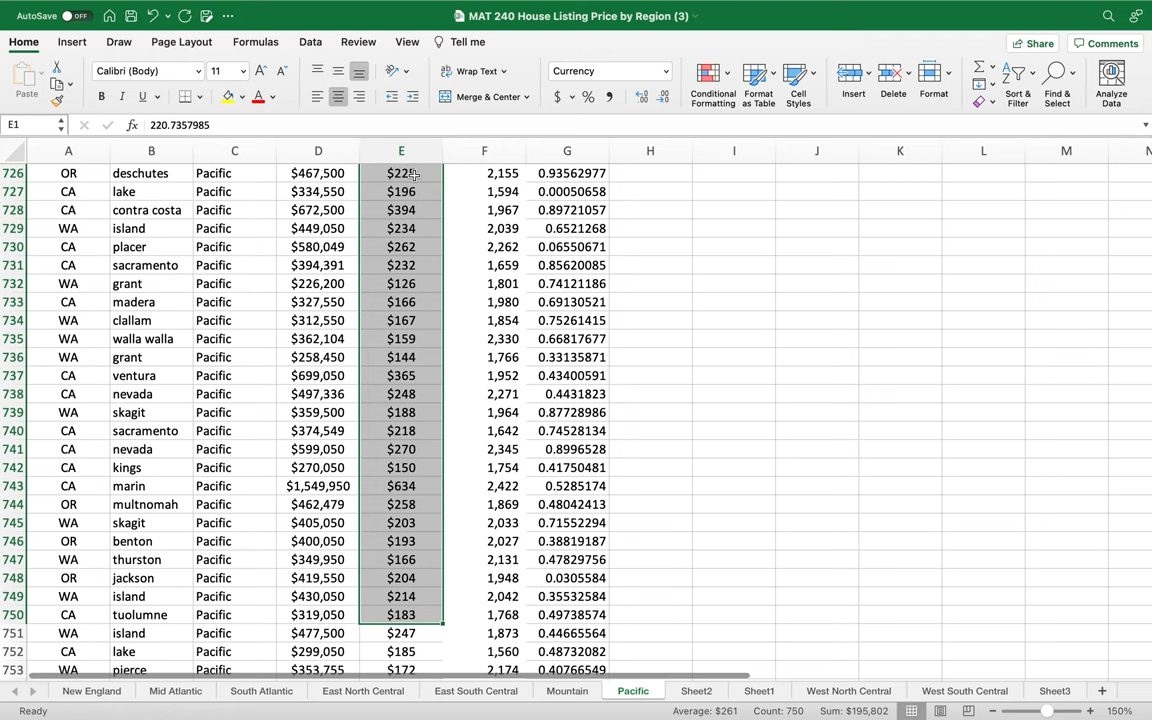 AutoSave OFF MAT 240 House Listing Price by Region (3)
Home Insert Draw Page Layout Formulas Data Review View Tell me Share Comments
Paste Calibri (Body) 11 A A Wrap Text Currency Conditional Formatting Format as Table Cell Styles Insert Delete Format Sort & Filter Find & Select Analyze Data
B I U A Merge & Center $ % 9
E1 fx 220.7357985
A B C D E F G H I J K L M N
726 OR deschutes Pacific $467,500 2,155 0.93562977
727 CA lake Pacific $334,550 $196 1,594 0.00050658
728 CA contra costa Pacific $672,500 $394 1,967 0.89721057
729 WA island Pacific $449,050 $234 2,039 0.6521268
730 CA placer Pacific $580,049 $262 2,262 0.06550671
731 CA sacramento Pacific $394,391 $232 1,659 0.85620085
732 WA grant Pacific $226,200 $126 1,801 0.74121186
733 CA madera Pacific $327,550 $166 1,980 0.69130521
734 WA clallam Pacific $312,550 $167 1,854 0.75261415
735 WA walla walla Pacific $362,104 $159 2,330 0.66817677
736 WA grant Pacific $258,450 $144 1,766 0.33135871
737 CA ventura Pacific $699,050 $365 1,952 0.43400591
738 CA nevada Pacific $497,336 $248 2,271 0.4431823
739 WA skagit Pacific $359,500 $188 1,964 0.87728986
740 CA sacramento Pacific $374,549 $218 1,642 0.74528134
741 CA nevada Pacific $599,050 $270 2,345 0.8996528
742 CA kings Pacific $270,050 $150 1,754 0.41750481
743 CA marin Pacific $1,549,950 $634 2,422 0.5285174
744 OR multnomah Pacific $462,479 $258 1,869 0.48042413
745 WA skagit Pacific $405,050 $203 2,033 0.71552294
746 OR benton Pacific $400,050 $193 2,027 0.38819187
747 WA thurston Pacific $349,950 $166 2,131 0.47829756
748 OR jackson Pacific $419,550 $204 1,948 0.0305584
749 WA island Pacific $430,050 $214 2,042 0.35532584
750 CA tuolumne Pacific $319,050 $183 1,768 0.49738574
751 WA island Pacific $477,500 $247 1,873 0.44665564
752 CA lake Pacific $299,050 $185 1,560 0.48732082
753 WA pierce Pacific $353,755 $172 2,174 0.40766549
New England Mid Atlantic South Atlantic East North Central East South Central Mountain Pacific Sheet2 Sheet1 West North Central West South Central Sheet3 +
Ready Average: $261 Count: 750 Sum: $195,802 150%